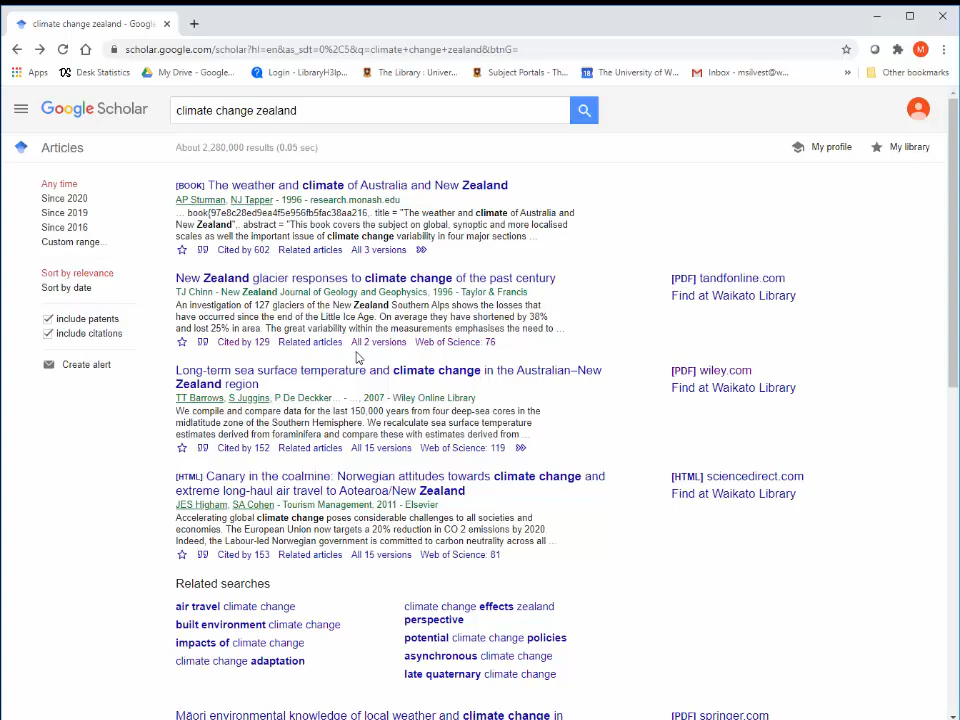 climate change zealand - Googl
scholar.google.com/scholar?hl=en&as_sdt=0%2C5&q=climate+change+zealand&btnG=
M
Apps
Desk Statistics
My Drive - Google...
Login - LibraryH3lp...
The Library : Univer...
Subject Portals - Th...
18 The University of W...
Inbox - msilvest@w...
»
Other bookmarks
Google Scholar
climate change zealand
Articles
About 2,280,000 results (0.05 sec)
My profile
My library
Any time
Since 2020
Since 2019
Since 2016
Custom range...
Sort by relevance
Sort by date
include patents
include citations
Create alert
[BOOK] The weather and climate of Australia and New Zealand
AP Sturman, NJ Tapper - 1996 - research.monash.edu
... book{97e8c28ed9ea4f5e956fb5fac38aa216,. title = "The weather and climate of Australia and
New Zealand",. abstract = "This book covers the subject on global, synoptic and more localised
scales as well the important issue of climate change variability in four major sections ...
Cited by 602 Related articles All 3 versions
New Zealand glacier responses to climate change of the past century
TJ Chinn - New Zealand Journal of Geology and Geophysics, 1996 - Taylor & Francis
An investigation of 127 glaciers of the New Zealand Southern Alps shows the losses that
have occurred since the end of the Little Ice Age. On average they have shortened by 38%
and lost 25% in area. The great variability within the measurements emphasises the need to ...
Cited by 129 Related articles All 2 versions Web of Science: 76
[PDF] tandfonline.com
Find at Waikato Library
Long-term sea surface temperature and climate change in the Australian–New
Zealand region
TT Barrows, S Juggins, P De Deckker... - ..., 2007 - Wiley Online Library
We compile and compare data for the last 150,000 years from four deep-sea cores in the
midlatitude zone of the Southern Hemisphere. We recalculate sea surface temperature
estimates derived from foraminifera and compare these with estimates derived from ...
Cited by 152 Related articles All 15 versions Web of Science: 119
[PDF] wiley.com
Find at Waikato Library
[HTML] Canary in the coalmine: Norwegian attitudes towards climate change and
extreme long-haul air travel to Aotearoa/New Zealand
JES Higham, SA Cohen - Tourism Management, 2011 - Elsevier
Accelerating global climate change poses considerable challenges to all societies and
economies. The European Union now targets a 20% reduction in CO 2 emissions by 2020.
Indeed, the Labour-led Norwegian government is committed to carbon neutrality across all ...
Cited by 153 Related articles All 15 versions Web of Science: 81
[HTML] sciencedirect.com
Find at Waikato Library
Related searches
air travel climate change
built environment climate change
impacts of climate change
climate change adaptation
climate change effects zealand
perspective
potential climate change policies
asynchronous climate change
late quaternary climate change
Māori environmental knowledge of local weather and climate change in
[PDF] springer.com